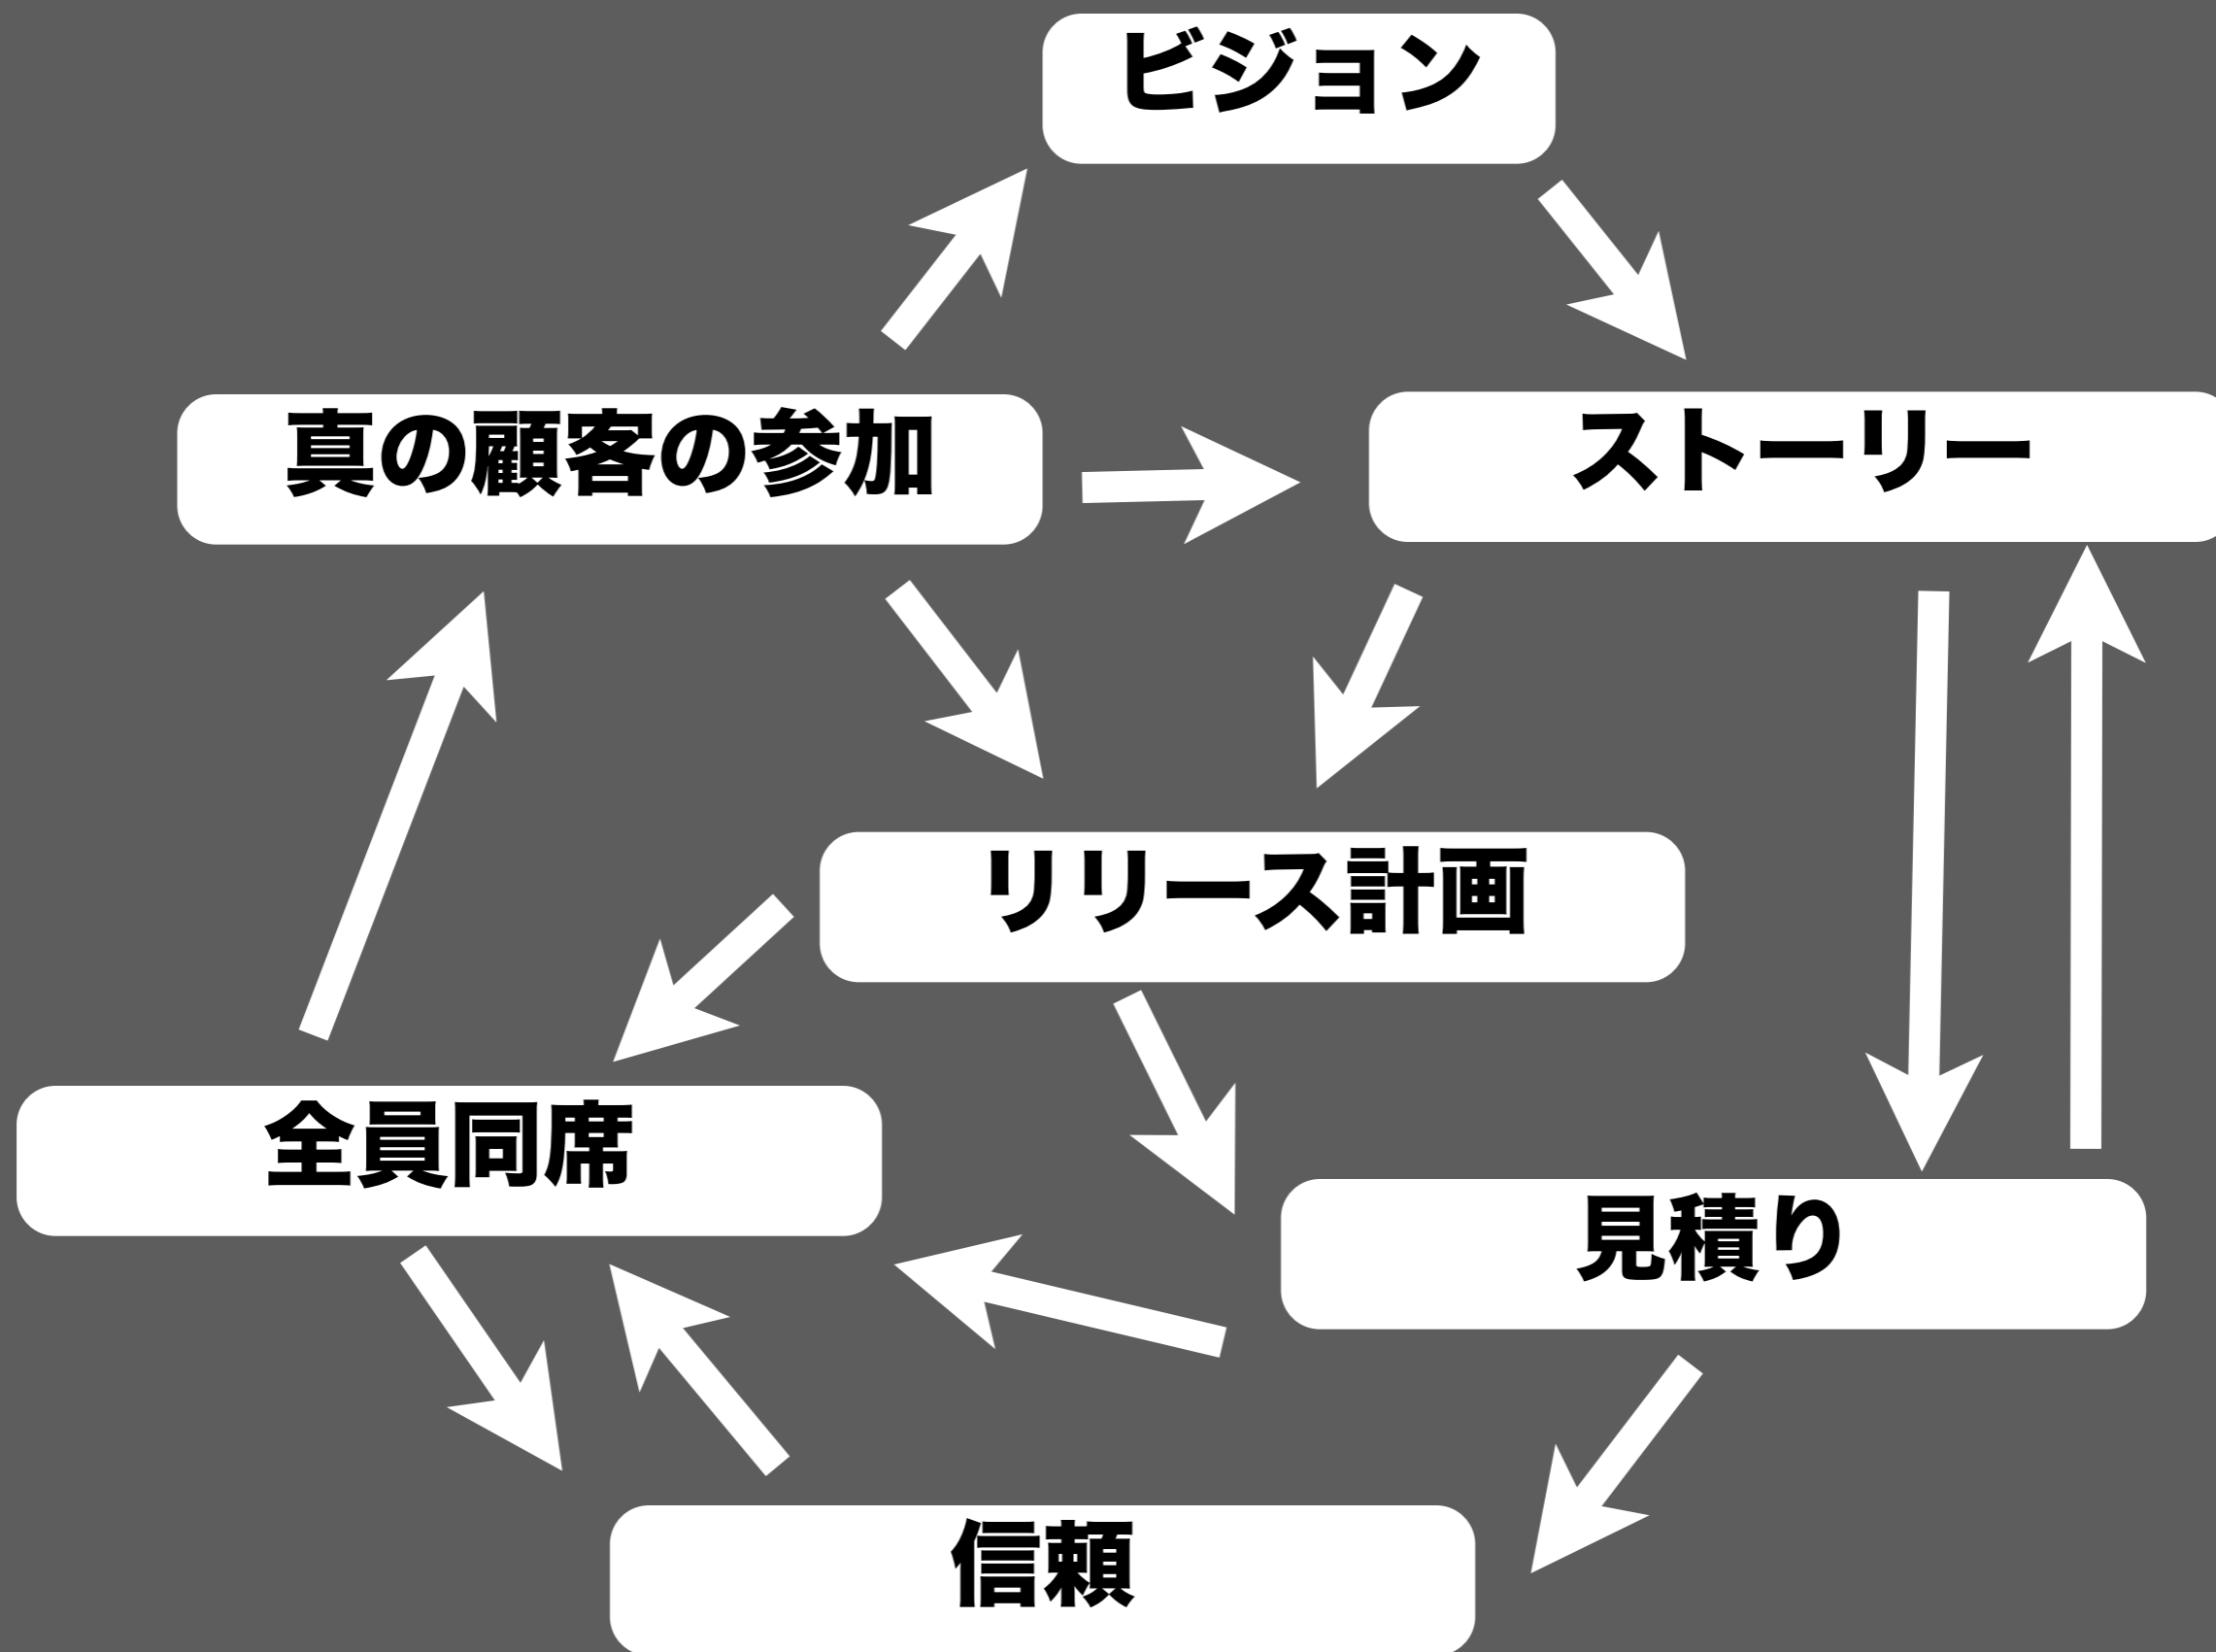 ビジョン
真の顧客の参加
ストーリー
リリース計画
全員同席
見積り
信頼